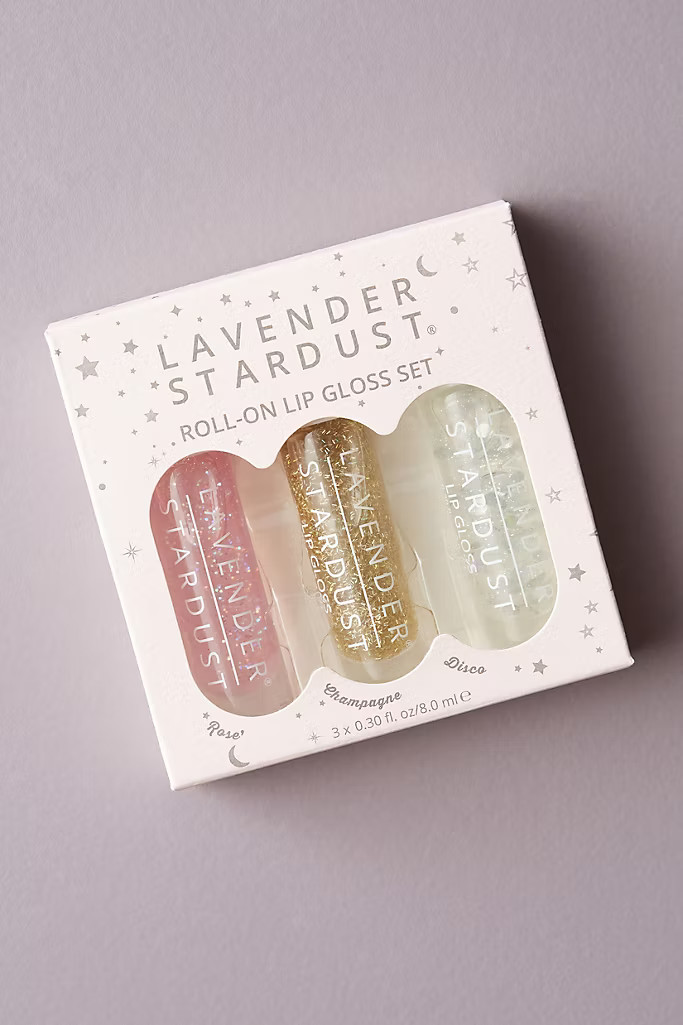 LAVENDER
STARDUST®
ROLL-ON LIP GLOSS SET
LAVENDER
STARDUST
LAVENDER®
STARDUST
LIP GLOSS
LAVENDER
STARDUST
LIP GLOSS
Rose'
Champagne
Disco
3 x 0.30 fl. oz/8.0 ml ℮